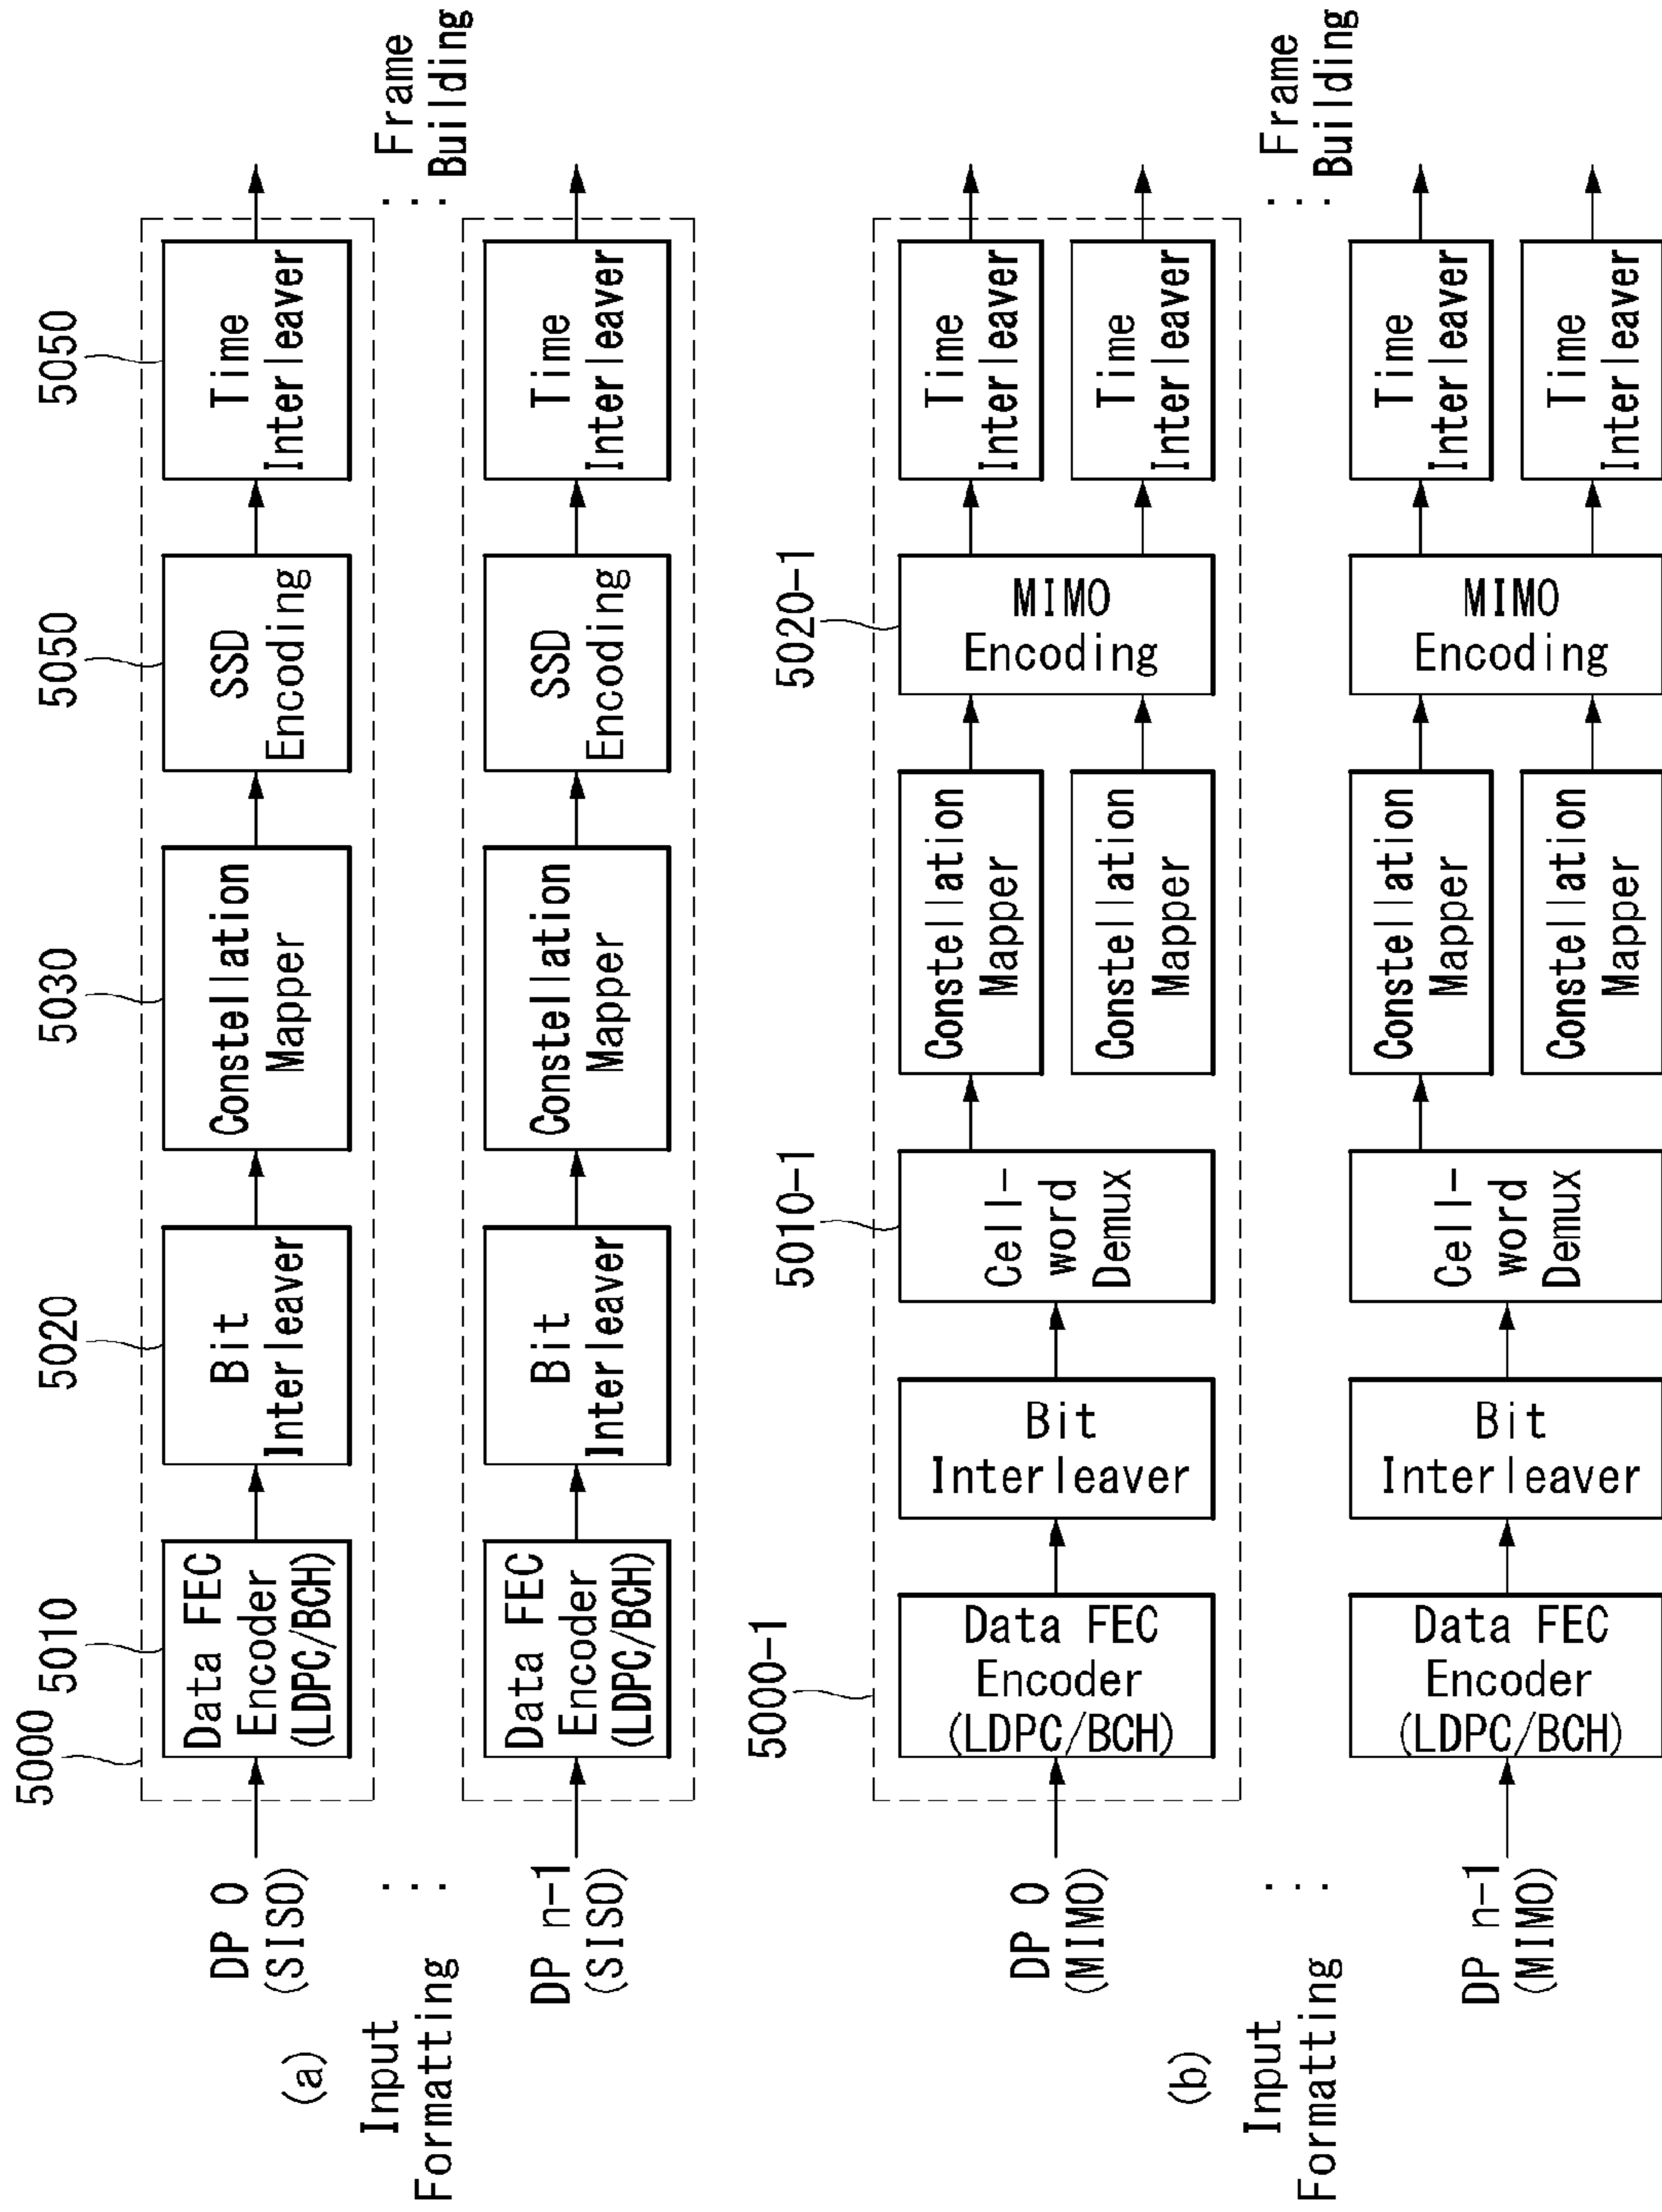 (a)
Input
Formatting
DP 0
(SISO)
...
DP n-1
(SISO)
5000
5010
Data FEC
Encoder
(LDPC/BCH)
5020
Bit
Interleaver
5030
Constellation
Mapper
5050
SSD
Encoding
5050
Time
Interleaver
Data FEC
Encoder
(LDPC/BCH)
Bit
Interleaver
Constellation
Mapper
SSD
Encoding
Time
Interleaver
...
Frame
Building
(b)
Input
Formatting
DP 0
(MIMO)
...
DP n-1
(MIMO)
5000-1
Data FEC
Encoder
(LDPC/BCH)
Bit
Interleaver
5010-1
Cell-
word
Demux
Constellation
Mapper
Constellation
Mapper
5020-1
MIMO
Encoding
Time
Interleaver
Time
Interleaver
Data FEC
Encoder
(LDPC/BCH)
Bit
Interleaver
Cell-
word
Demux
Constellation
Mapper
Constellation
Mapper
MIMO
Encoding
Time
Interleaver
Time
Interleaver
...
Frame
Building